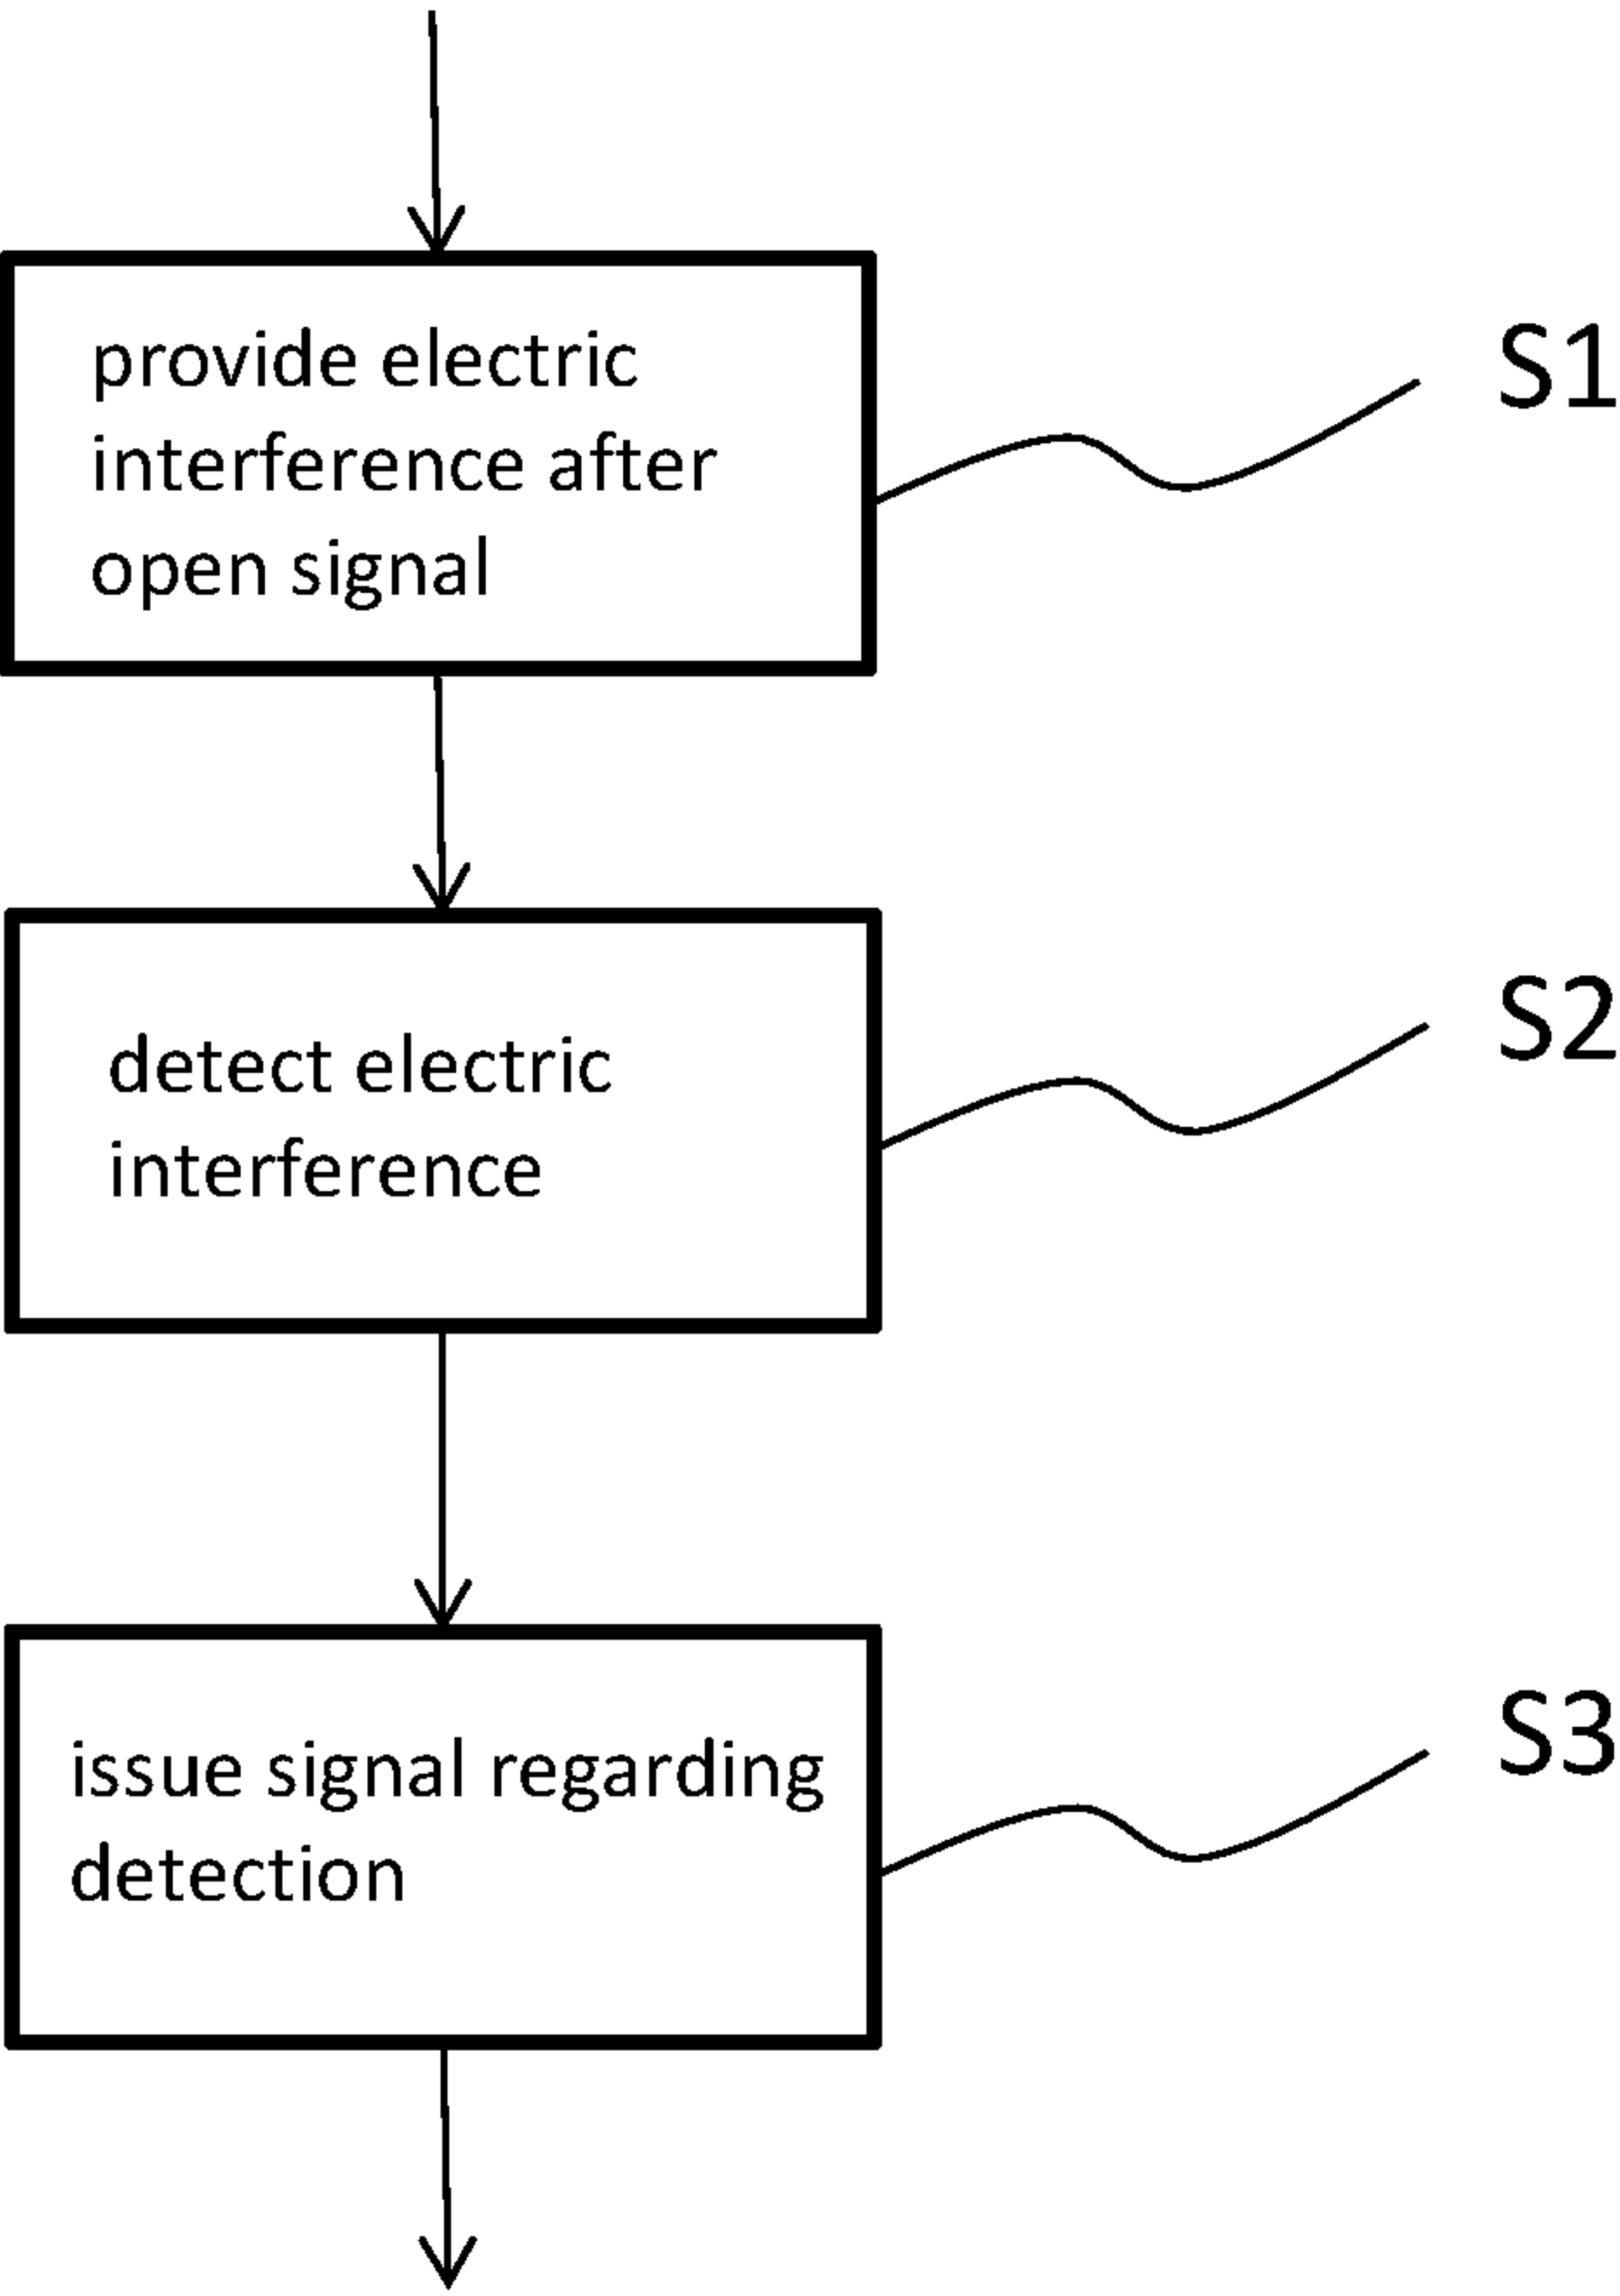 provide electric
interference after
open signal
S1
detect electric
interference
S2
issue signal regarding
detection
S3